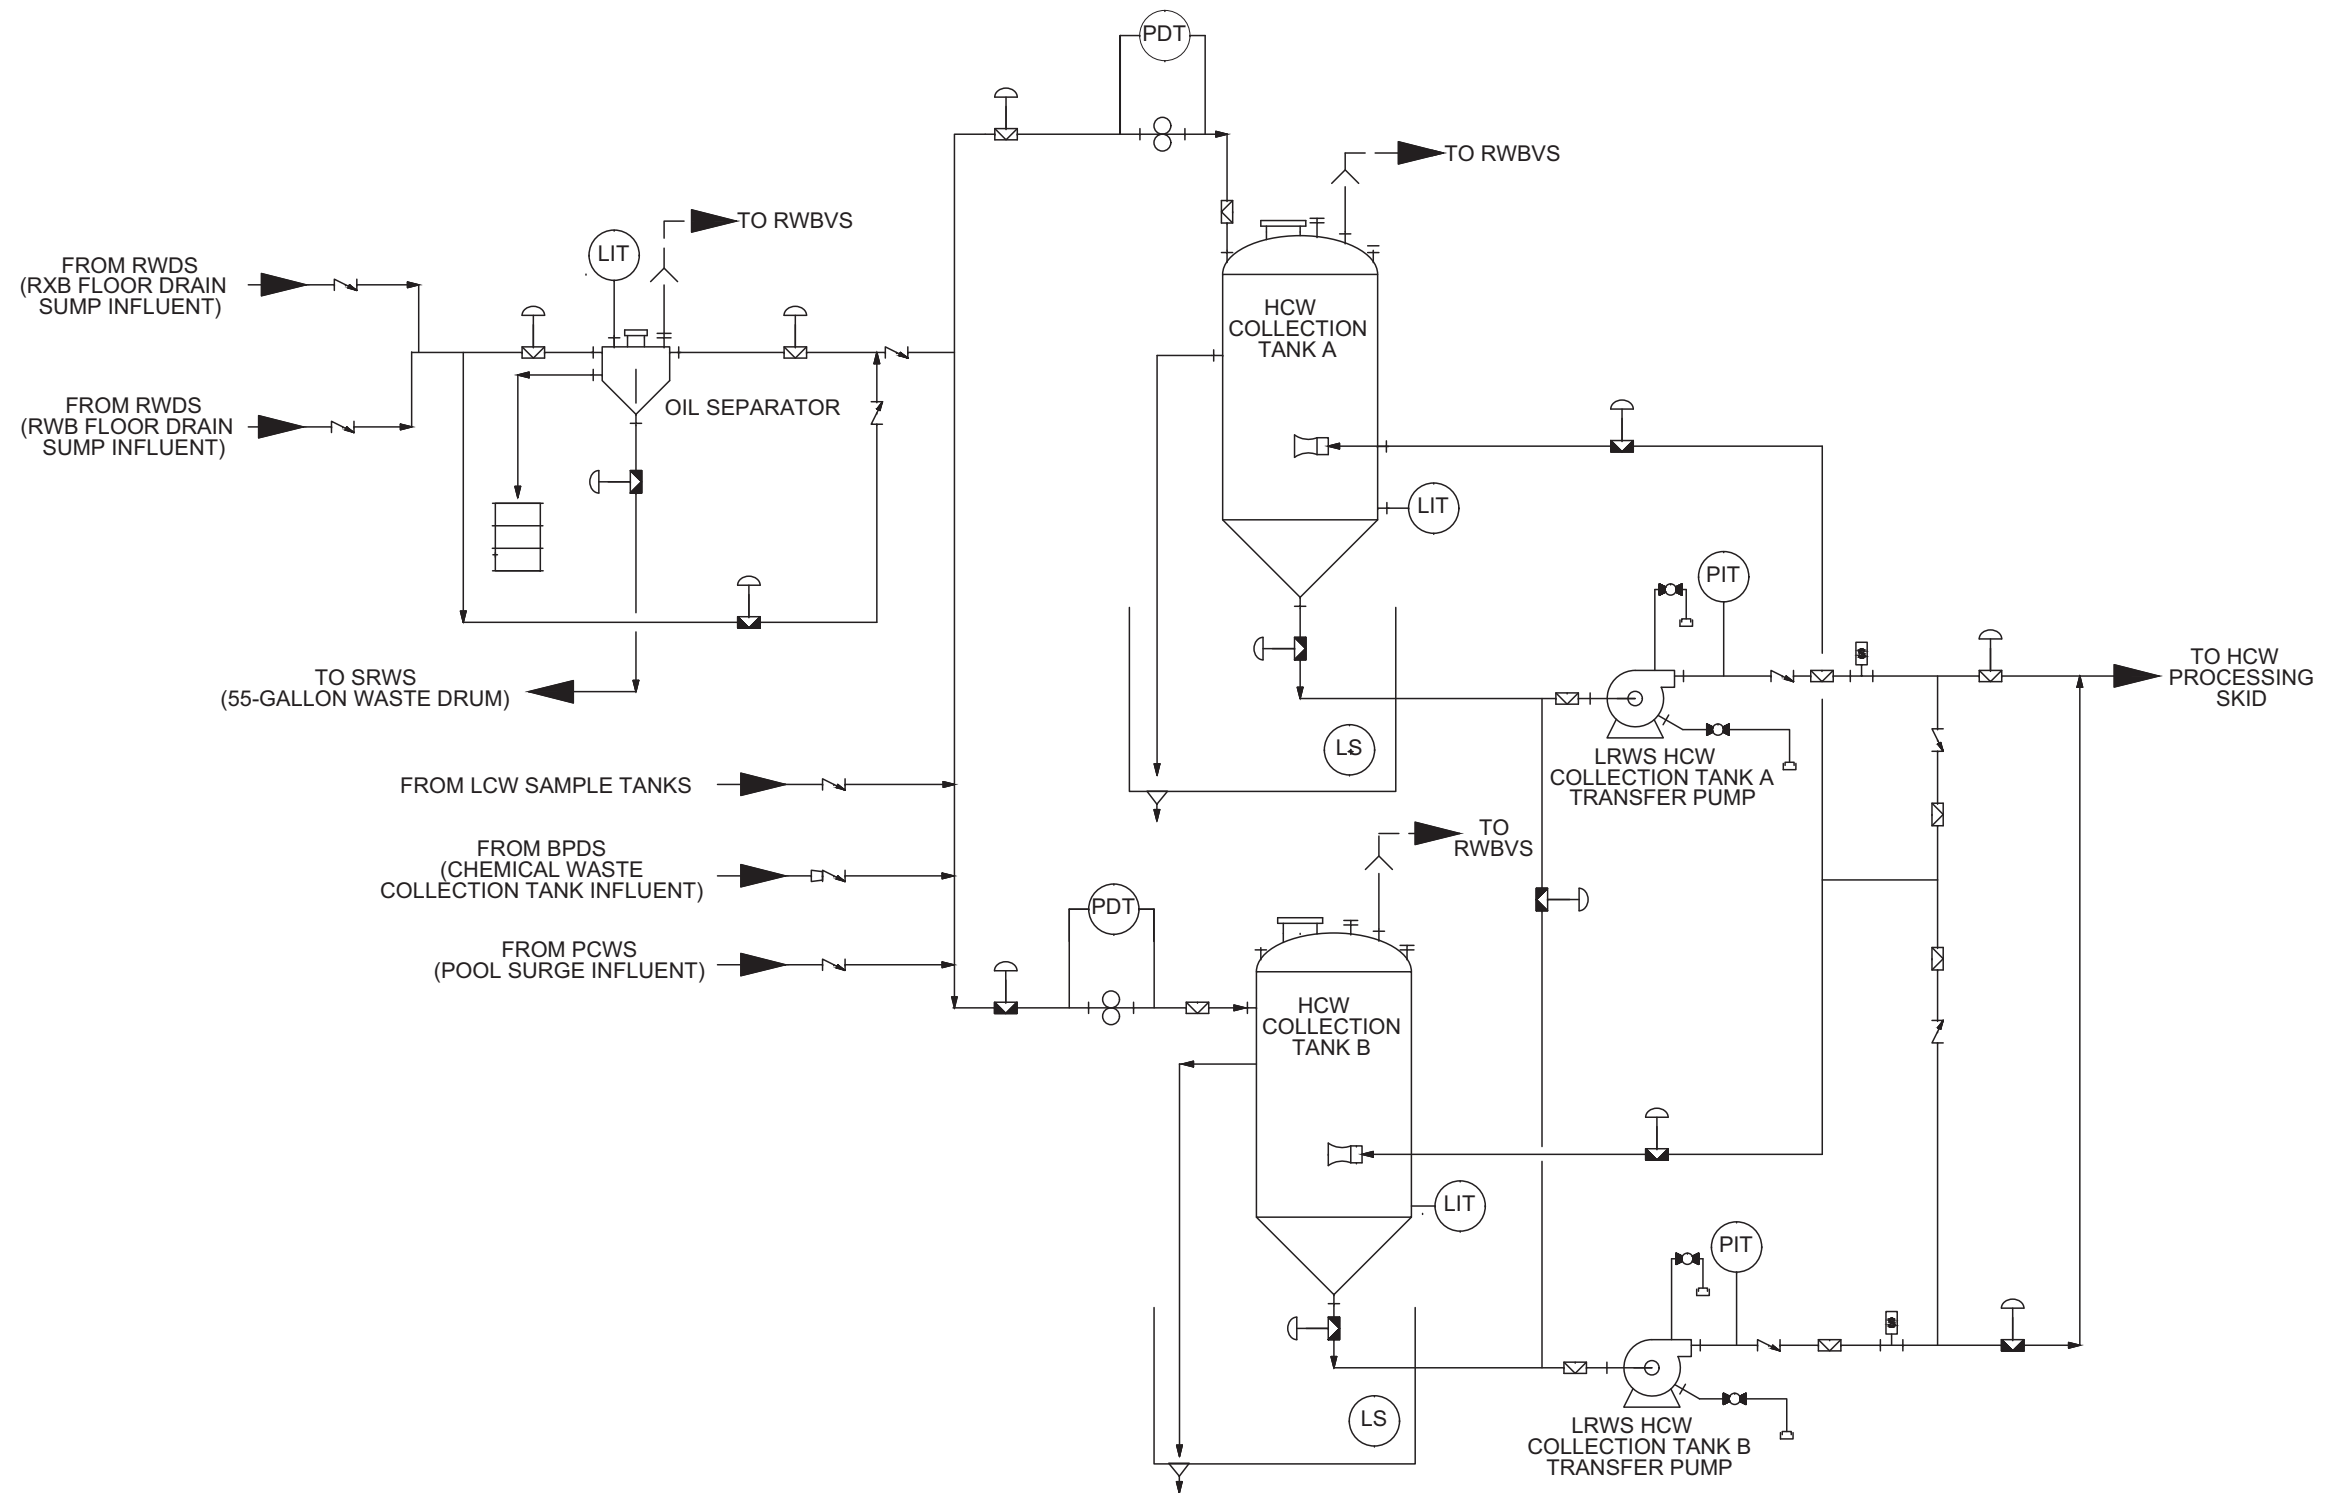 PDT
TO RWBVS
TO RWBVS
LIT
FROM RWDS
(RXB FLOOR DRAIN
SUMP INFLUENT)
HCW
COLLECTION
TANK A
FROM RWDS
(RWB FLOOR DRAIN
SUMP INFLUENT)
OIL SEPARATOR
LIT
PIT
TO SRWS
(55-GALLON WASTE DRUM)
S
TO HCW
PROCESSING
SKID
LS
LRWS HCW
COLLECTION TANK A
TRANSFER PUMP
FROM LCW SAMPLE TANKS
TO
RWBVS
FROM BPDS
(CHEMICAL WASTE
COLLECTION TANK INFLUENT)
PDT
FROM PCWS
(POOL SURGE INFLUENT)
HCW
COLLECTION
TANK B
LIT
PIT
S
LS
LRWS HCW
COLLECTION TANK B
TRANSFER PUMP